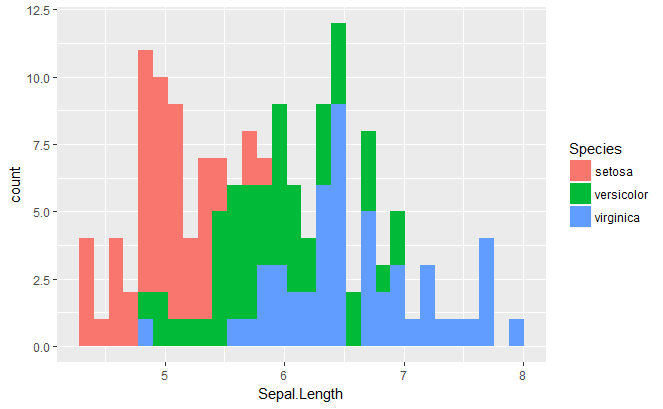 12.5
10.0
7.5
5.0
2.5
0.0
count
5 6 7 8
Sepal.Length
Species
setosa
versicolor
virginica